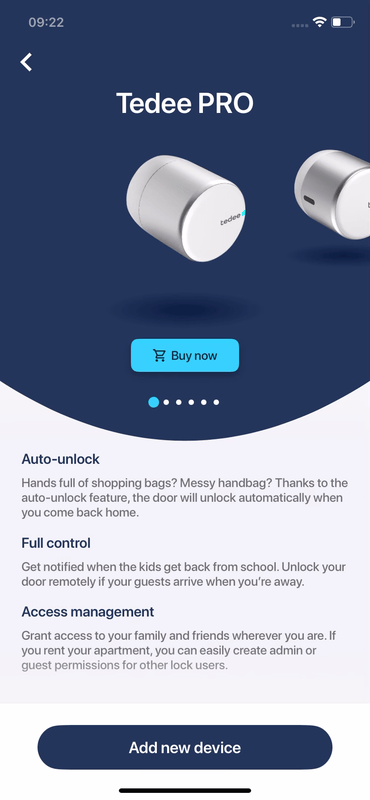 09:22
Tedee PRO
tedee
Buy now
Auto-unlock
Hands full of shopping bags? Messy handbag? Thanks to the
auto-unlock feature, the door will unlock automatically when
you come back home.
Full control
Get notified when the kids get back from school. Unlock your
door remotely if your guests arrive when you’re away.
Access management
Grant access to your family and friends wherever you are. If
you rent your apartment, you can easily create admin or
guest permissions for other lock users.
Add new device